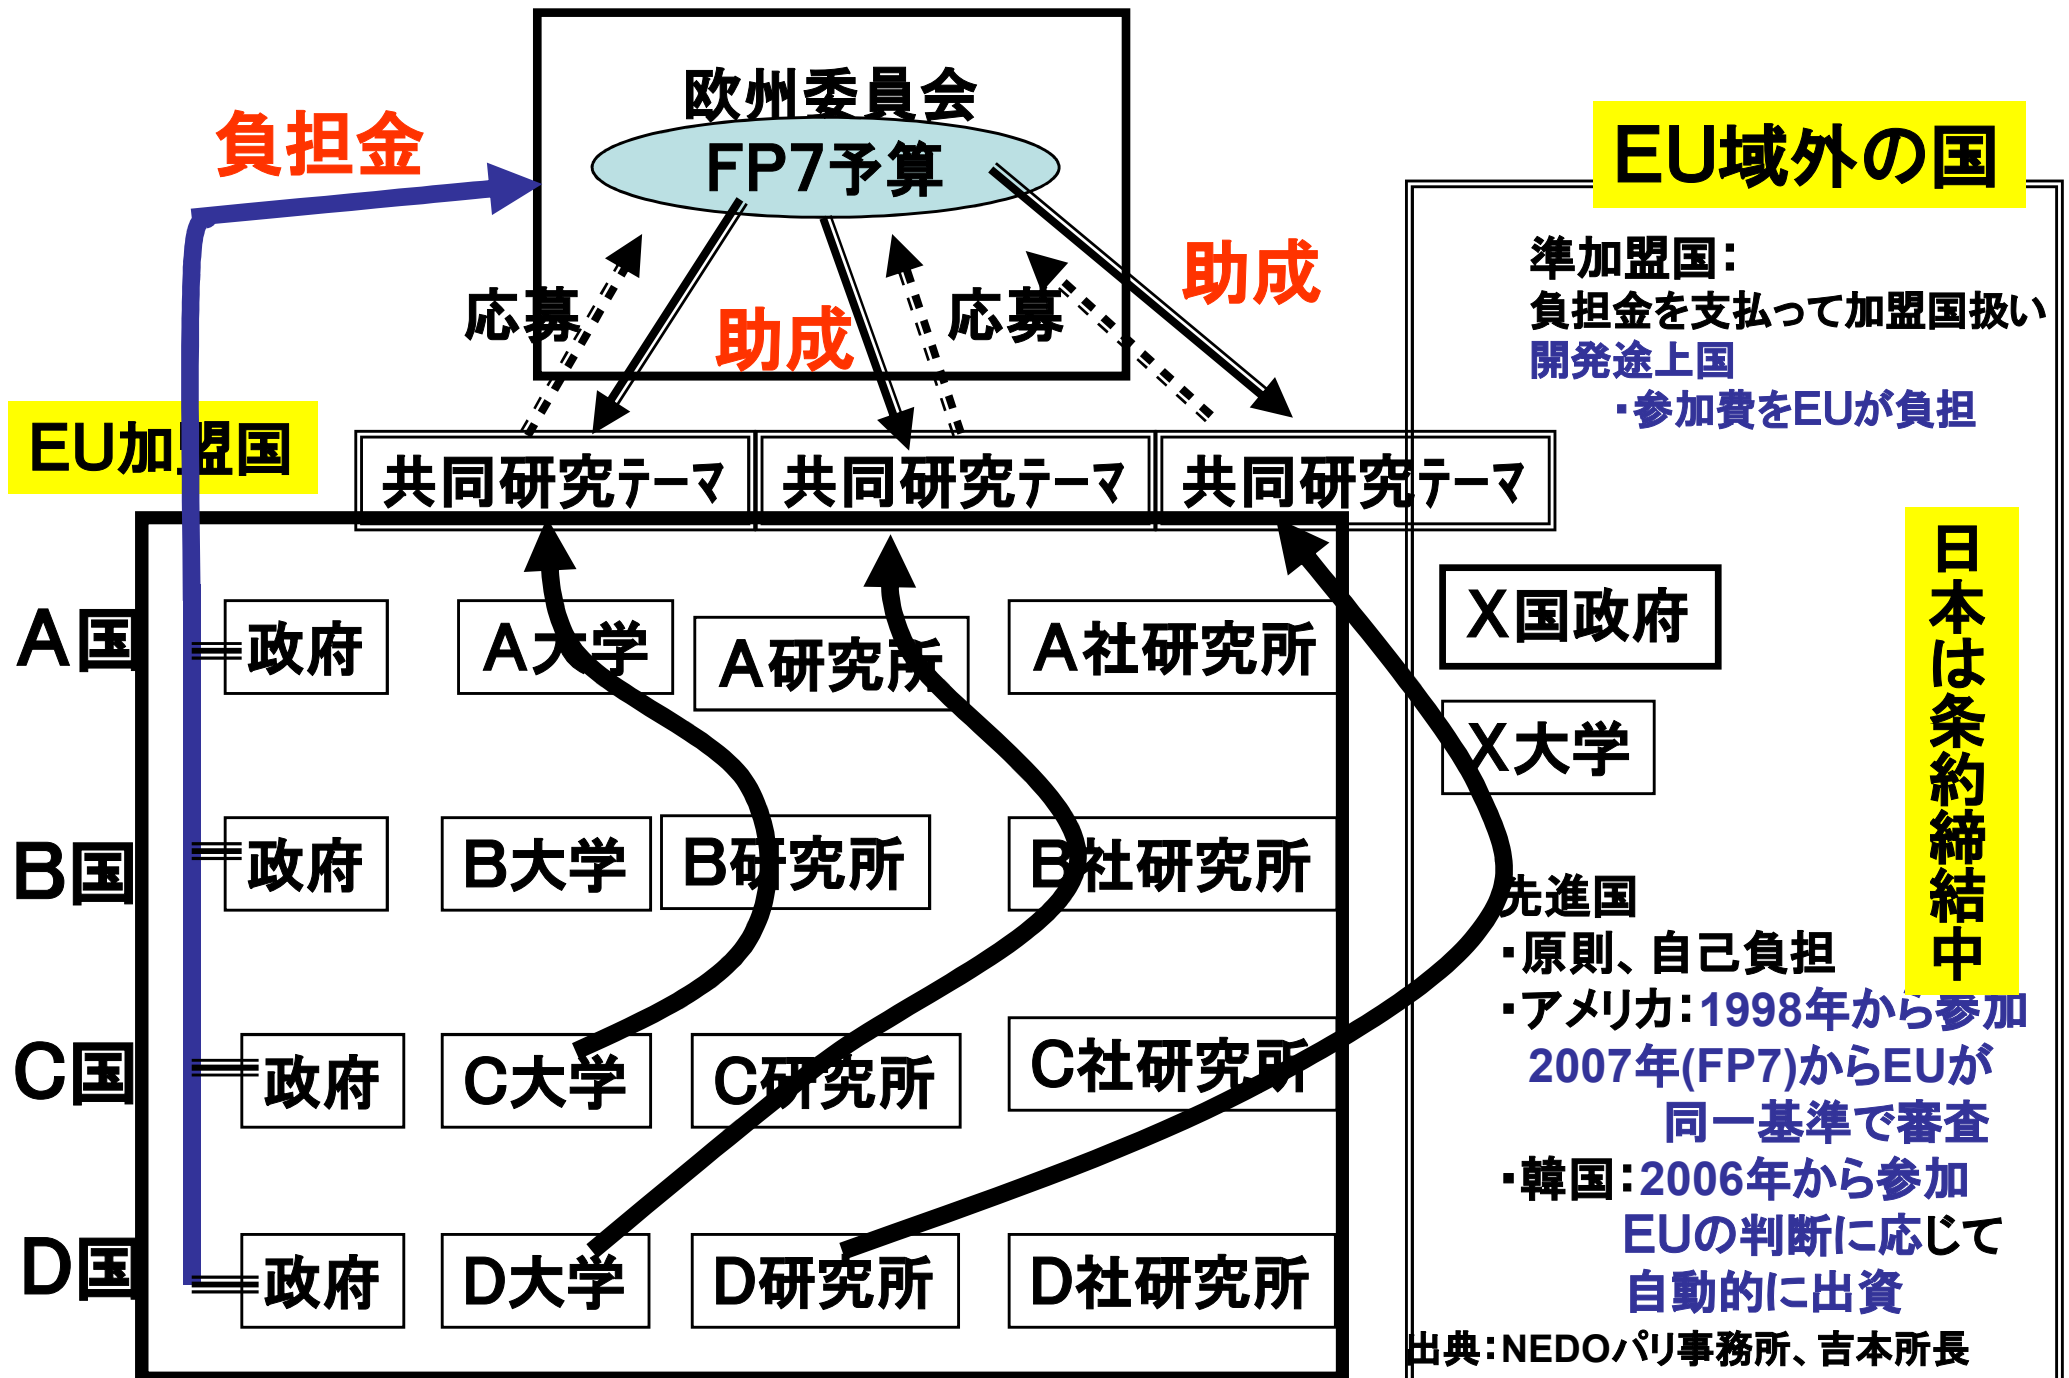 欧州委員会
FP7予算
負担金
応募
助成
応募
助成
EU加盟国
共同研究テーマ
共同研究テーマ
共同研究テーマ
A国
政府
A大学
A研究所
A社研究所
B国
政府
B大学
B研究所
B社研究所
C国
政府
C大学
C研究所
C社研究所
D国
政府
D大学
D研究所
D社研究所
EU域外の国
準加盟国：
負担金を支払って加盟国扱い
開発途上国
・参加費をEUが負担
X国政府
X大学
日本は条約締結中
先進国
・原則、自己負担
・アメリカ：1998年から参加
2007年(FP7)からEUが
同一基準で審査
・韓国：2006年から参加
EUの判断に応じて
自動的に出資
出典：NEDOパリ事務所、吉本所長